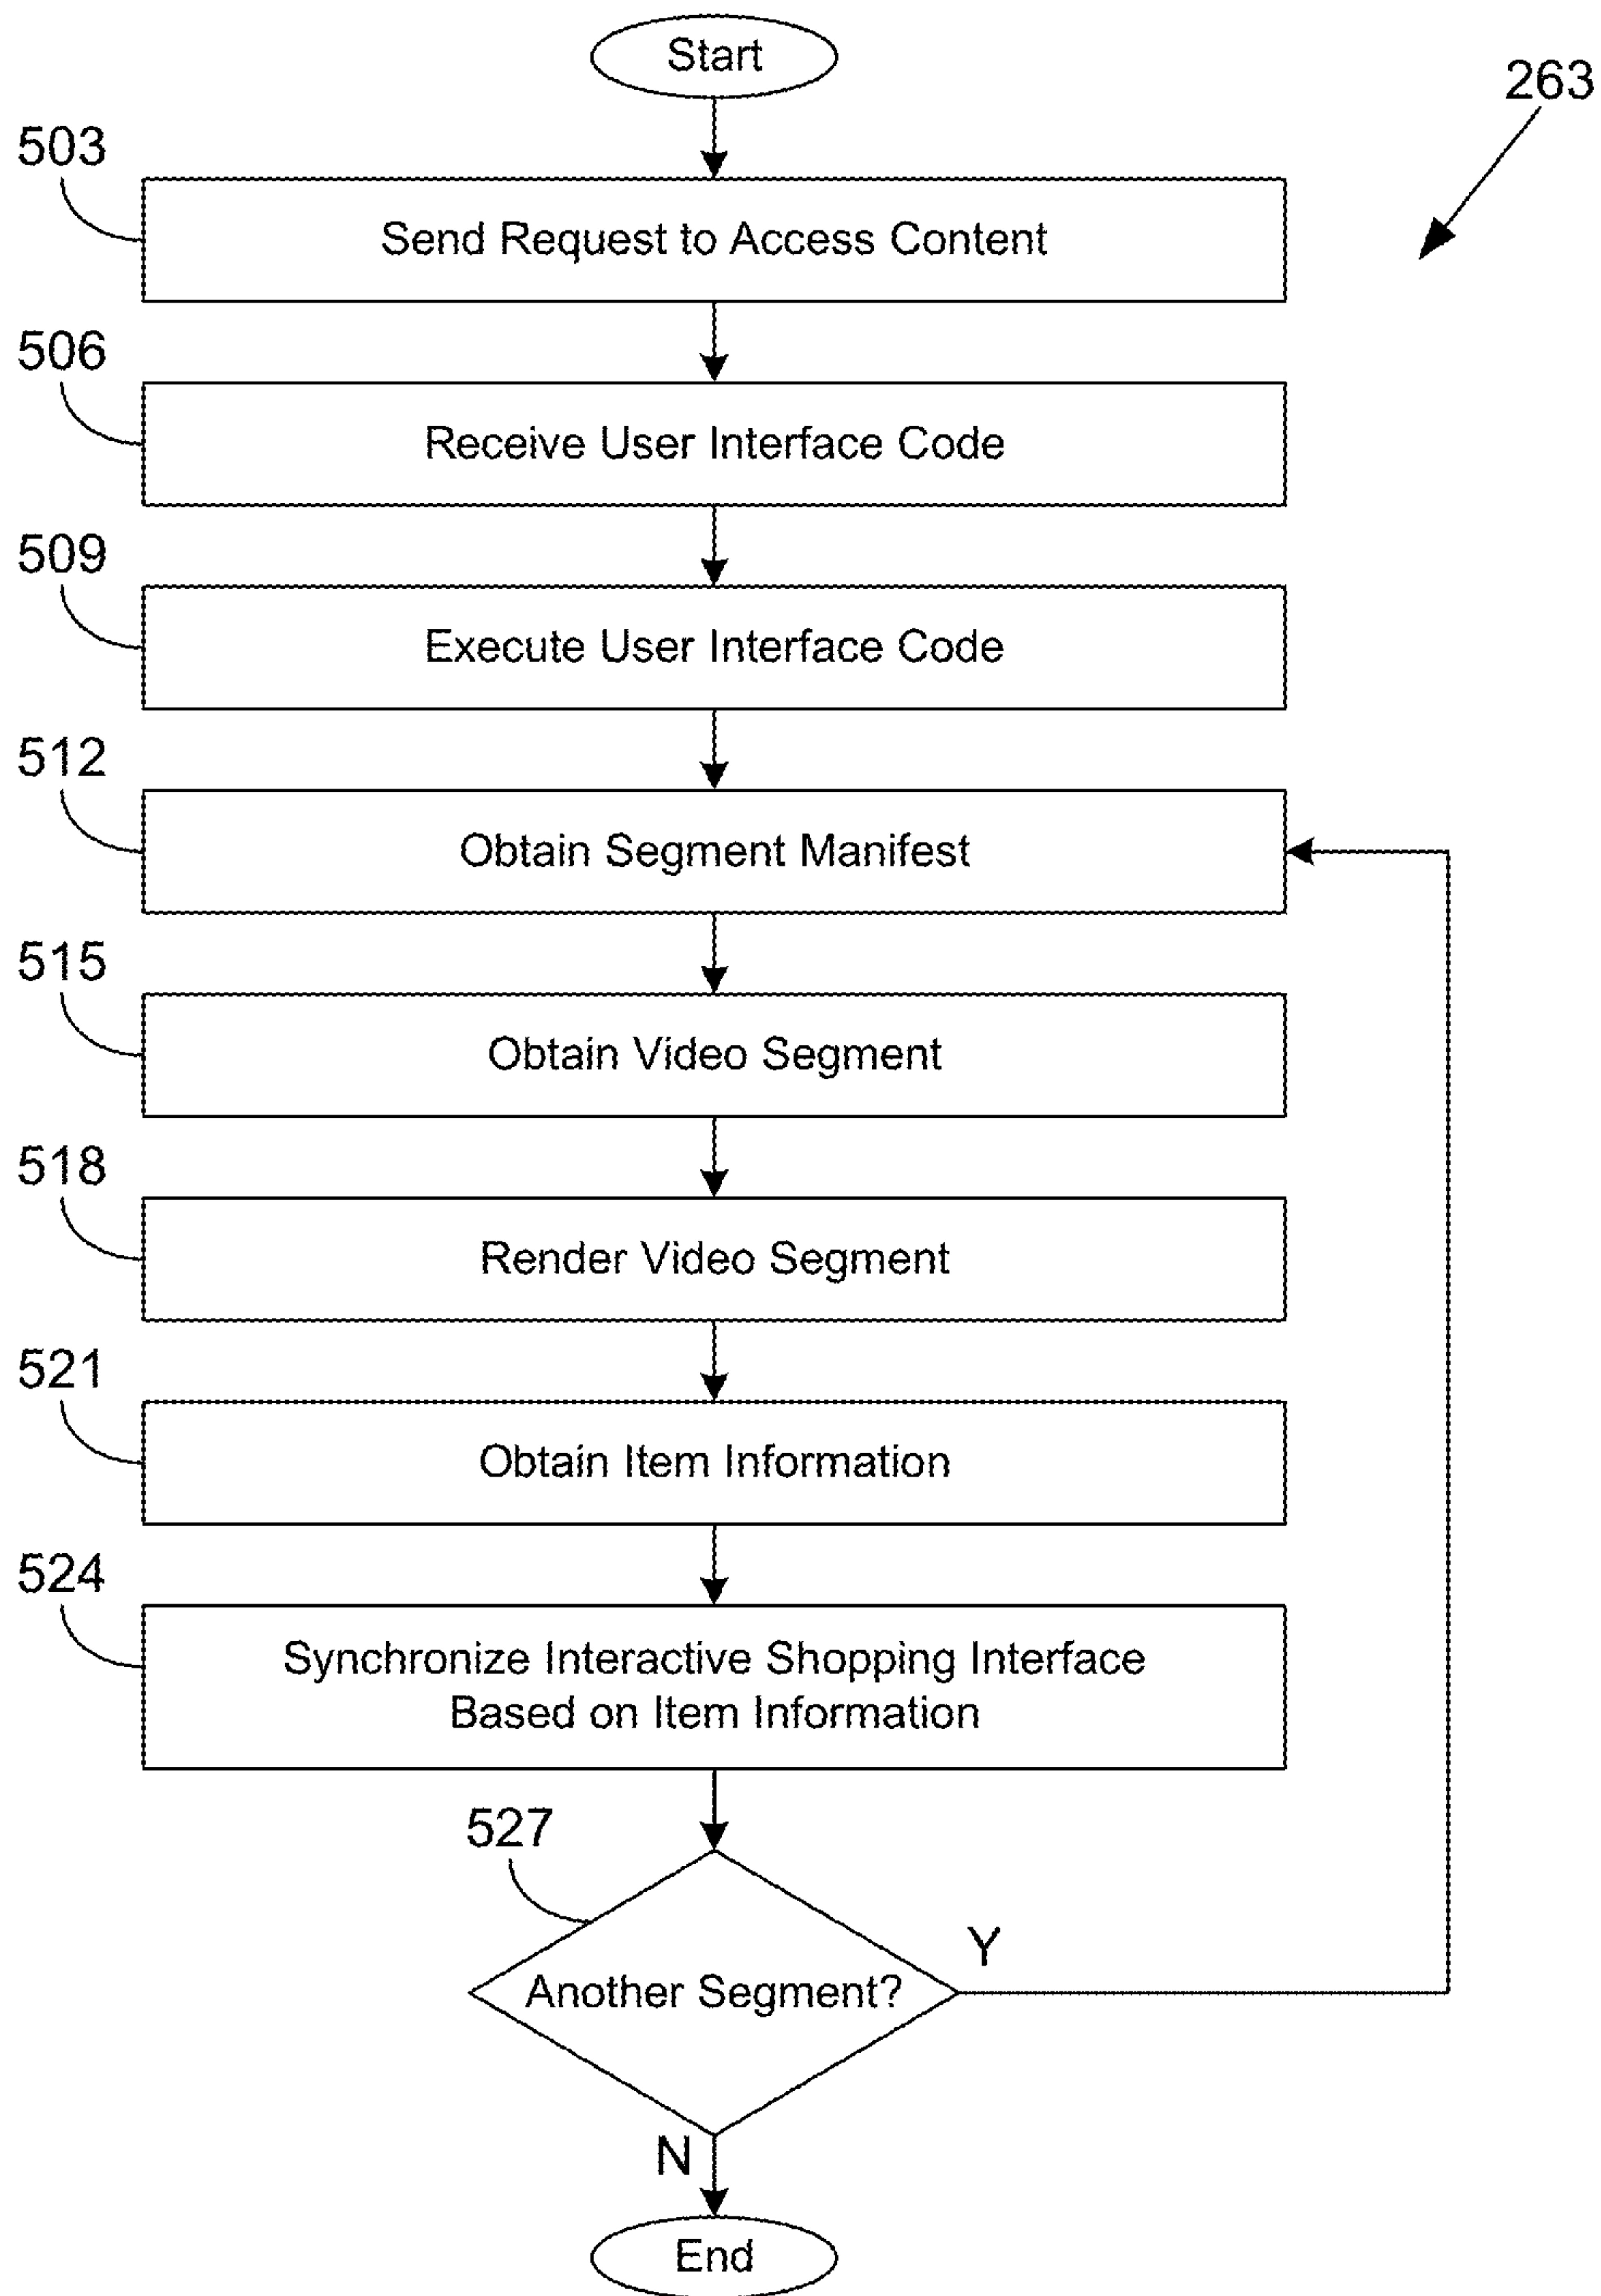 Start
263
503
Send Request to Access Content
506
Receive User Interface Code
509
Execute User Interface Code
512
Obtain Segment Manifest
515
Obtain Video Segment
518
Render Video Segment
521
Obtain Item Information
524
Synchronize Interactive Shopping Interface
Based on Item Information
527
Another Segment?
Y
N
End